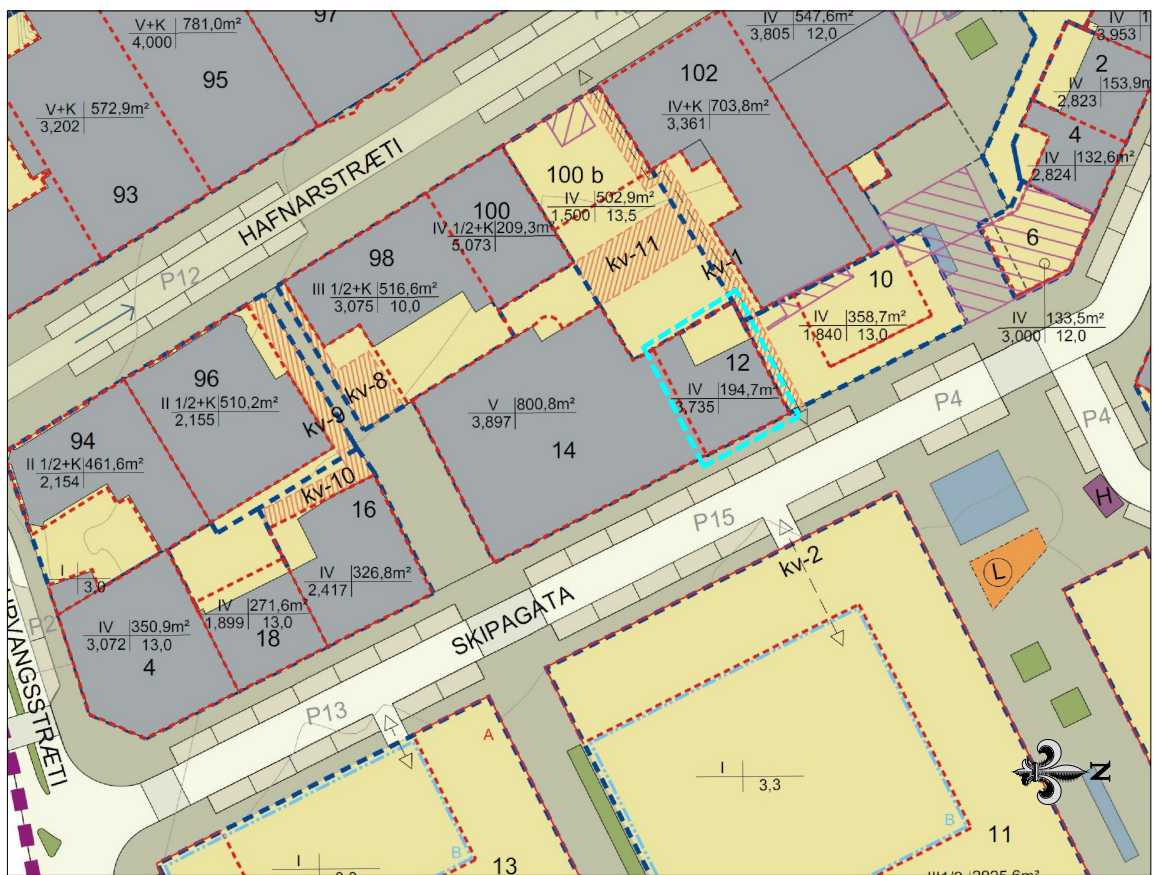 V+K 781,0m²
4,000
97
IV 547,6m²
3,805 12,0
IV
3,953
95
102
2
V+K 572,9m²
3,202
IV+K 703,8m²
3,361
IV 153,9m
2,823
4
IV 132,6m²
2,824
93
HAFNARSTRÆTI
100 b
IV 502,9m²
1,500 13,5
100
IV 1/2+K 209,3m²
5,073
6
P12
98
kv-11
kv-1
III 1/2+K 516,6m²
3,075 10,0
10
IV 358,7m²
1,840 13,0
IV 133,5m²
3,000 12,0
12
IV 194,7m²
3,735
96
II 1/2+K 510,2m²
2,155
kv-8
kv-9
V 800,8m²
3,897
14
P4
P4
94
II 1/2+K 461,6m²
2,154
kv-10
16
H
P15
kv-2
L
I
3,0
IV 326,8m²
2,417
SKIPAGATA
P2
IV 350,9m²
3,072 13,0
4
IV 271,6m²
1,899 13,0
18
P13
A
I
3,3
N
B
11
B
I
13